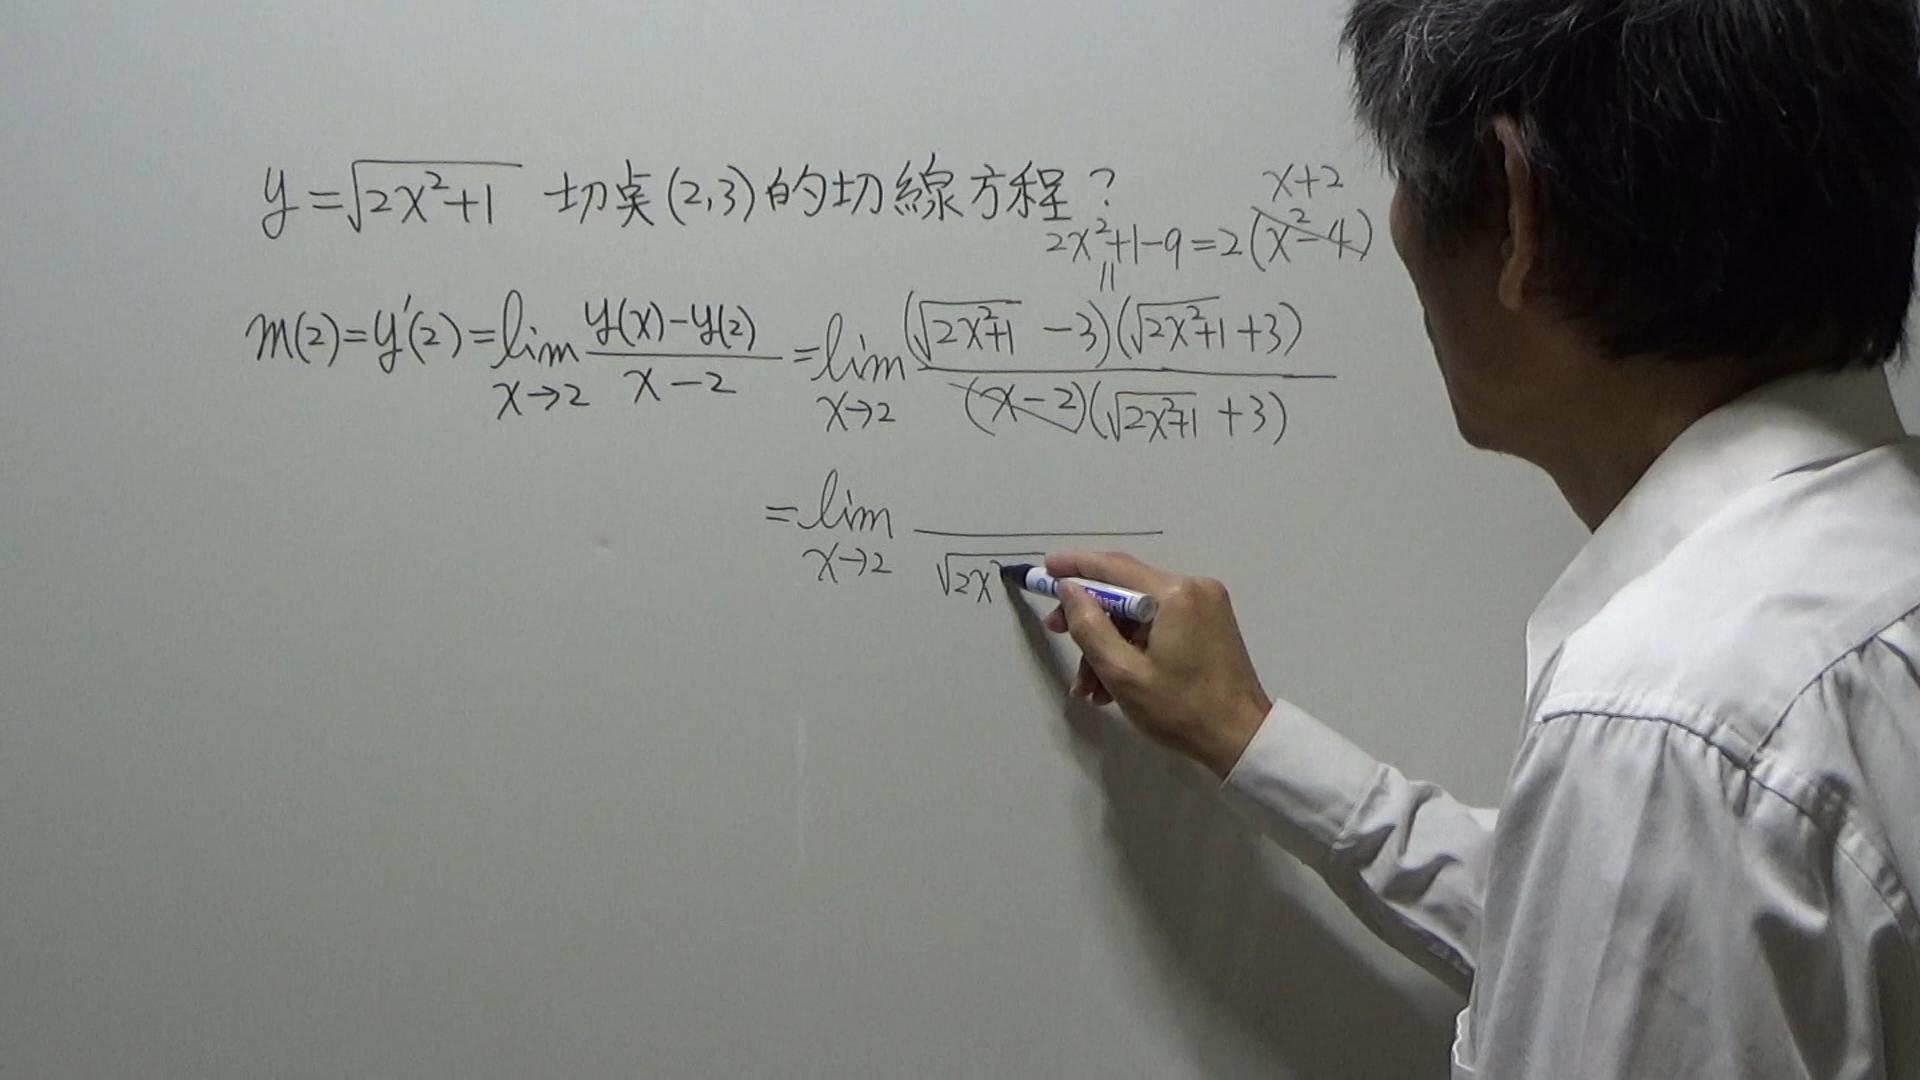 y = √(2x²+1) 切奌(2,3)的切線方程?
x+2
2x²+1-9=2(x²-4)
||
m(2)=y'(2)=lim x→2 (y(x)-y(2))/(x-2) =lim x→2 ((√(2x²+1) -3)(√(2x²+1) +3))/((x-2)(√(2x²+1) +3))
=lim x→2 /√2x²